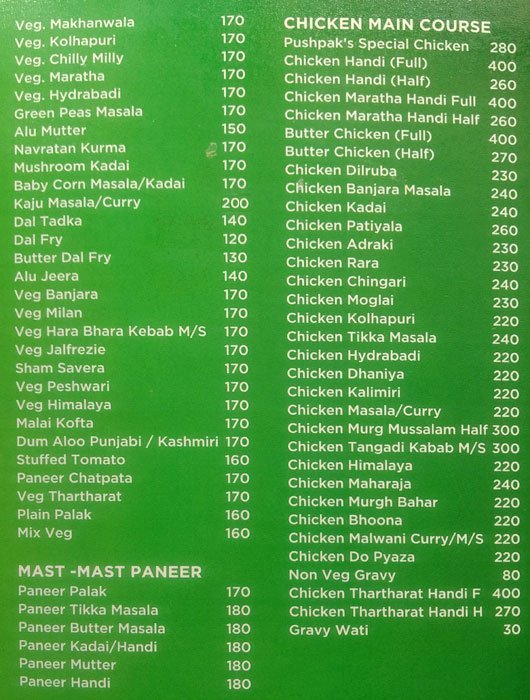 Veg. Makhanwala 170
Veg. Kolhapuri 170
Veg. Chilly Milly 170
Veg. Maratha 170
Veg. Hydrabadi 170
Green Peas Masala 170
Alu Mutter 150
Navratan Kurma 170
Mushroom Kadai 170
Baby Corn Masala/Kadai 170
Kaju Masala/Curry 200
Dal Tadka 140
Dal Fry 120
Butter Dal Fry 130
Alu Jeera 140
Veg Banjara 170
Veg Milan 170
Veg Hara Bhara Kebab M/S 170
Veg Jalfrezie 170
Sham Savera 170
Veg Peshwari 170
Veg Himalaya 170
Malai Kofta 170
Dum Aloo Punjabi / Kashmiri 170
Stuffed Tomato 160
Paneer Chatpata 170
Veg Thartharat 170
Plain Palak 160
Mix Veg 160
MAST -MAST PANEER
Paneer Palak 170
Paneer Tikka Masala 180
Paneer Butter Masala 180
Paneer Kadai/Handi 180
Paneer Mutter 180
Paneer Handi 180
CHICKEN MAIN COURSE
Pushpak's Special Chicken 280
Chicken Handi (Full) 400
Chicken Handi (Half) 260
Chicken Maratha Handi Full 400
Chicken Maratha Handi Half 260
Butter Chicken (Full) 400
Butter Chicken (Half) 270
Chicken Dilruba 230
Chicken Banjara Masala 240
Chicken Kadai 240
Chicken Patiyala 260
Chicken Adraki 230
Chicken Rara 230
Chicken Chingari 240
Chicken Moglai 230
Chicken Kolhapuri 220
Chicken Tikka Masala 240
Chicken Hydrabadi 220
Chicken Dhaniya 220
Chicken Kalimiri 220
Chicken Masala/Curry 220
Chicken Murg Mussalam Half 300
Chicken Tangadi Kabab M/S 300
Chicken Himalaya 220
Chicken Maharaja 240
Chicken Murgh Bahar 220
Chicken Bhoona 220
Chicken Malwani Curry/M/S 220
Chicken Do Pyaza 220
Non Veg Gravy 80
Chicken Thartharat Handi F 400
Chicken Thartharat Handi H 270
Gravy Wati 30